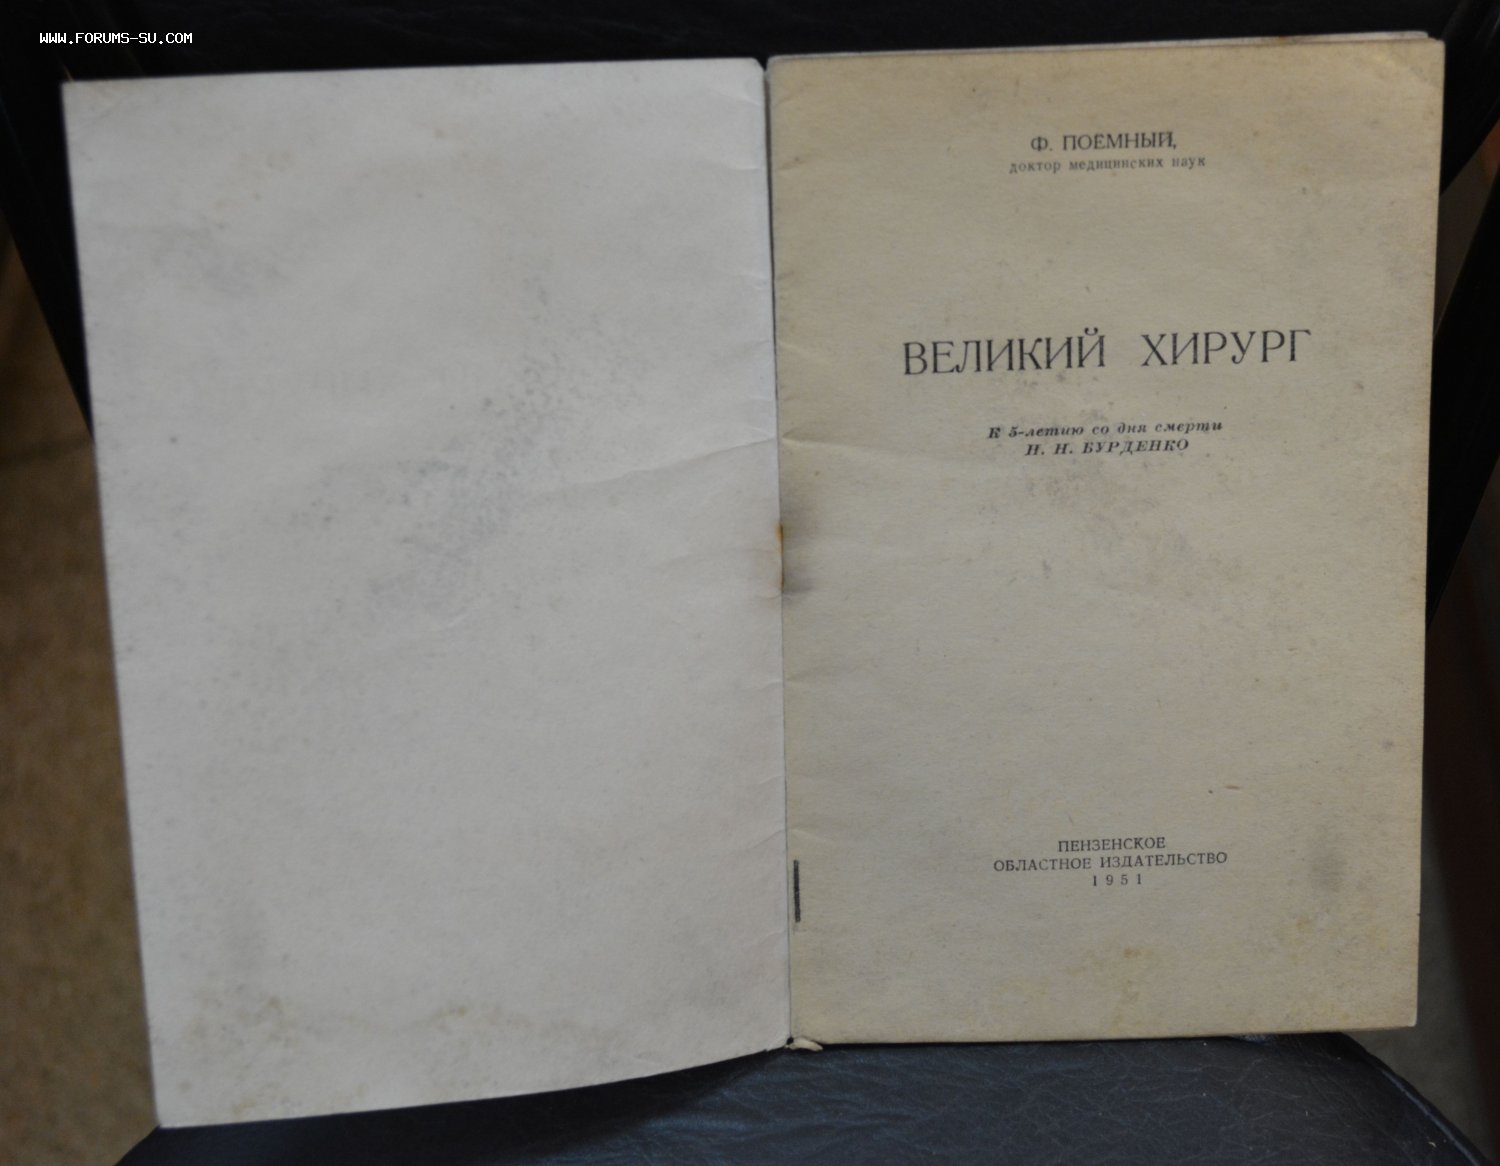 WWW.FORUMS-SU.COM
Ф. ПОЕМНЫЙ,
доктор медицинских наук
ВЕЛИКИЙ ХИРУРГ
К 5-летию со дня смерти
Н. Н. БУРДЕНКО
ПЕНЗЕНСКОЕ
ОБЛАСТНОЕ ИЗДАТЕЛЬСТВО
1951